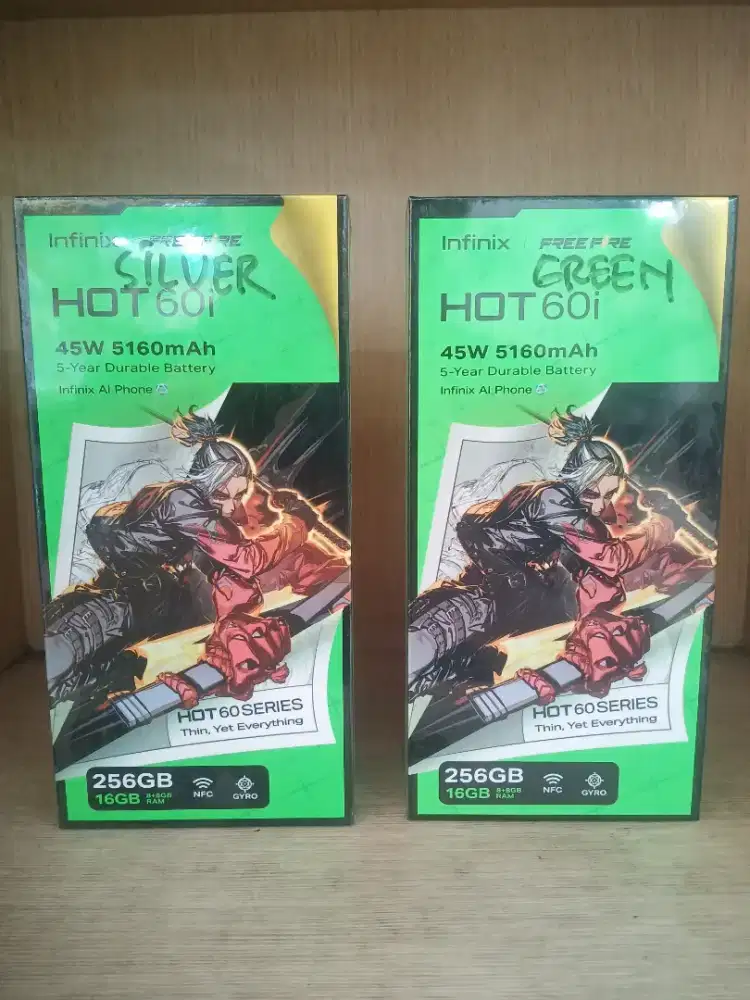 Infinix FREE FIRE
SILVER
HOT 60i
45W 5160mAh
5-Year Durable Battery
Infinix AI Phone
HOT 60 SERIES
Thin, Yet Everything
256GB
16GB 8+8GB RAM
NFC
GYRO
Infinix FREE FIRE
GREEN
HOT 60i
45W 5160mAh
5-Year Durable Battery
Infinix AI Phone
HOT 60 SERIES
Thin, Yet Everything
256GB
16GB 8+8GB RAM
NFC
GYRO